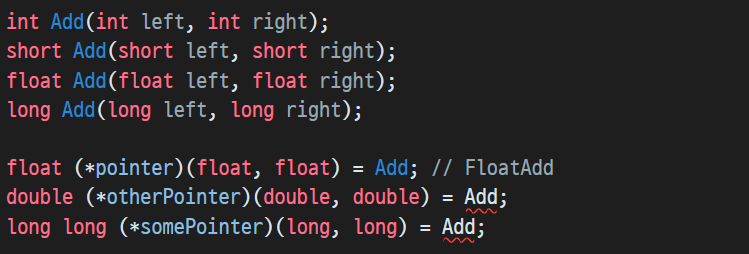 int Add(int left, int right);
short Add(short left, short right);
float Add(float left, float right);
long Add(long left, long right);
float (*pointer)(float, float) = Add; // FloatAdd
double (*otherPointer)(double, double) = Add;
long long (*somePointer)(long, long) = Add;